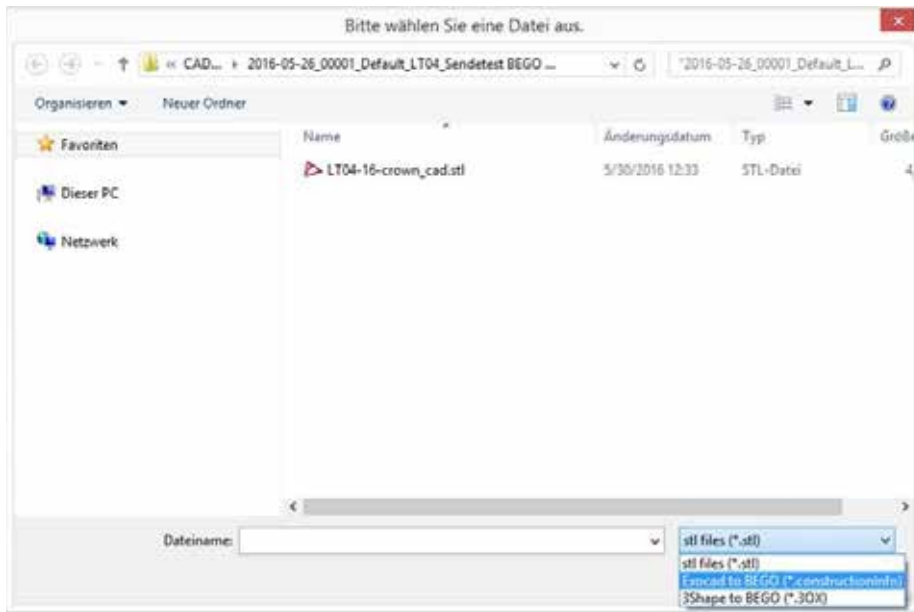 Bitte wählen Sie eine Datei aus.
« CAD... ▸ 2016-05-26_00001_Default_LT04_Sendetest BEGO ...
"2016-05-26_00001_Default_L...
Organisieren Neuer Ordner
Favoriten
Dieser PC
Netzwerk
Name Änderungsdatum Typ Größe
LT04-16-crown_cad.stl 5/30/2016 12:33 STL-Datei 4,
Dateiname:
stl files (*.stl)
stl files (*.stl)
Exocad to BEGO (*.constructionInfo)
3Shape to BEGO (*.3OX)